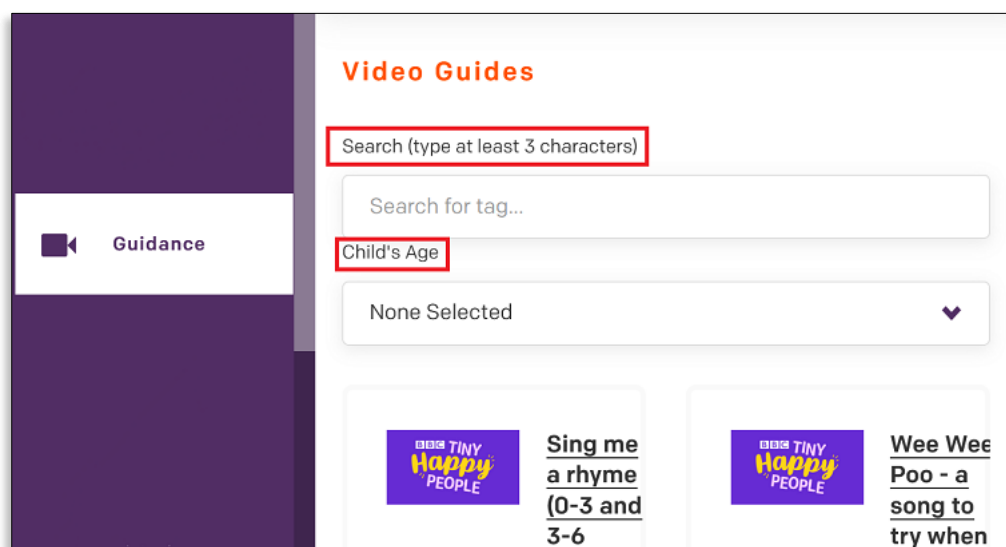 Video Guides
Search (type at least 3 characters)
Search for tag...
Guidance
Child's Age
None Selected
BBC TINY
Happy
PEOPLE
Sing me
a rhyme
(0-3 and
3-6
BBC TINY
Happy
PEOPLE
Wee Wee
Poo - a
song to
try when